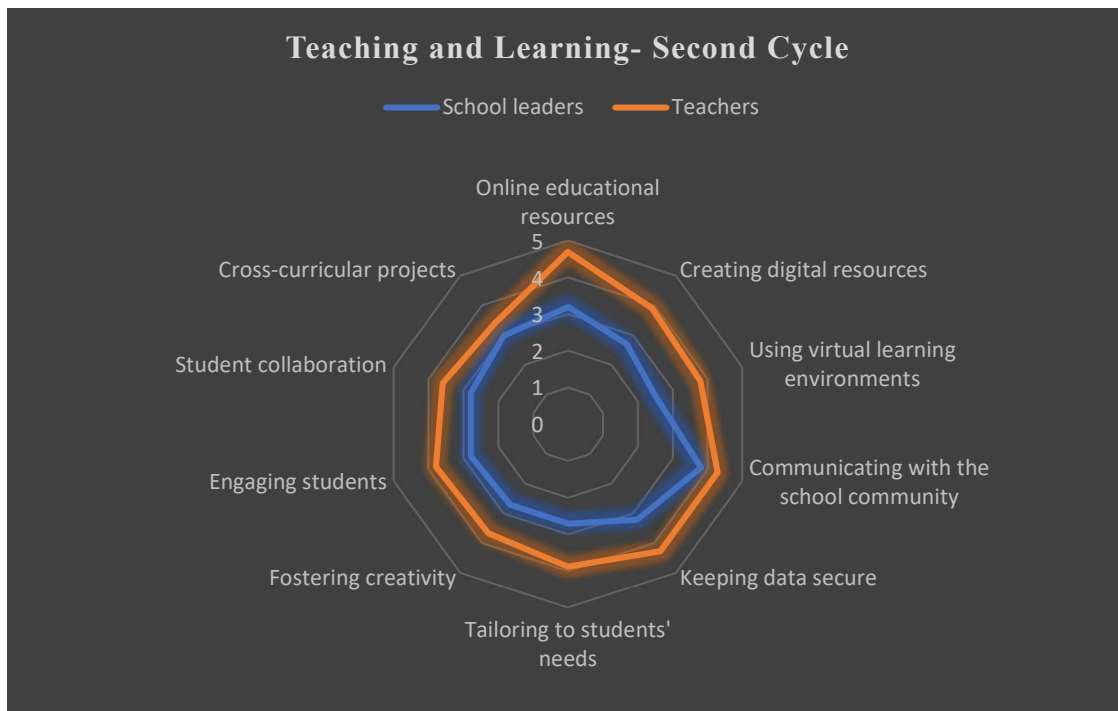 Teaching and Learning- Second Cycle
School leaders
Teachers
Online educational
resources
Creating digital resources
Using virtual learning
environments
Communicating with the
school community
Keeping data secure
Tailoring to students'
needs
Fostering creativity
Engaging students
Student collaboration
Cross-curricular projects
5
4
3
2
1
0